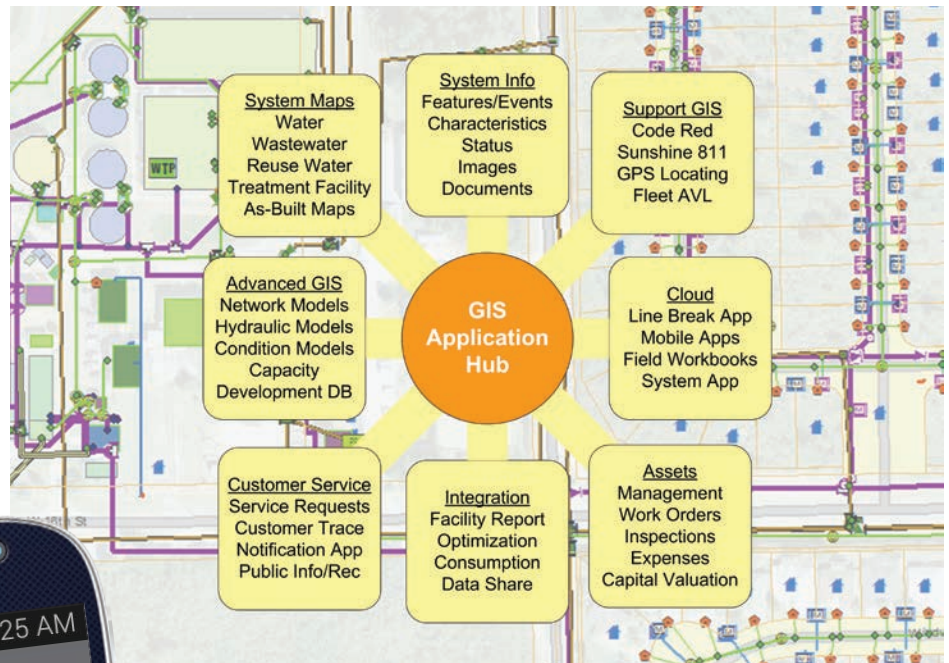 System Maps
Water
Wastewater
Reuse Water
Treatment Facility
As-Built Maps
System Info
Features/Events
Characteristics
Status
Images
Documents
Support GIS
Code Red
Sunshine 811
GPS Locating
Fleet AVL
WTP
Advanced GIS
Network Models
Hydraulic Models
Condition Models
Capacity
Development DB
GIS
Application
Hub
Cloud
Line Break App
Mobile Apps
Field Workbooks
System App
Customer Service
Service Requests
Customer Trace
Notification App
Public Info/Rec
Integration
Facility Report
Optimization
Consumption
Data Share
Assets
Management
Work Orders
Inspections
Expenses
Capital Valuation
25 AM